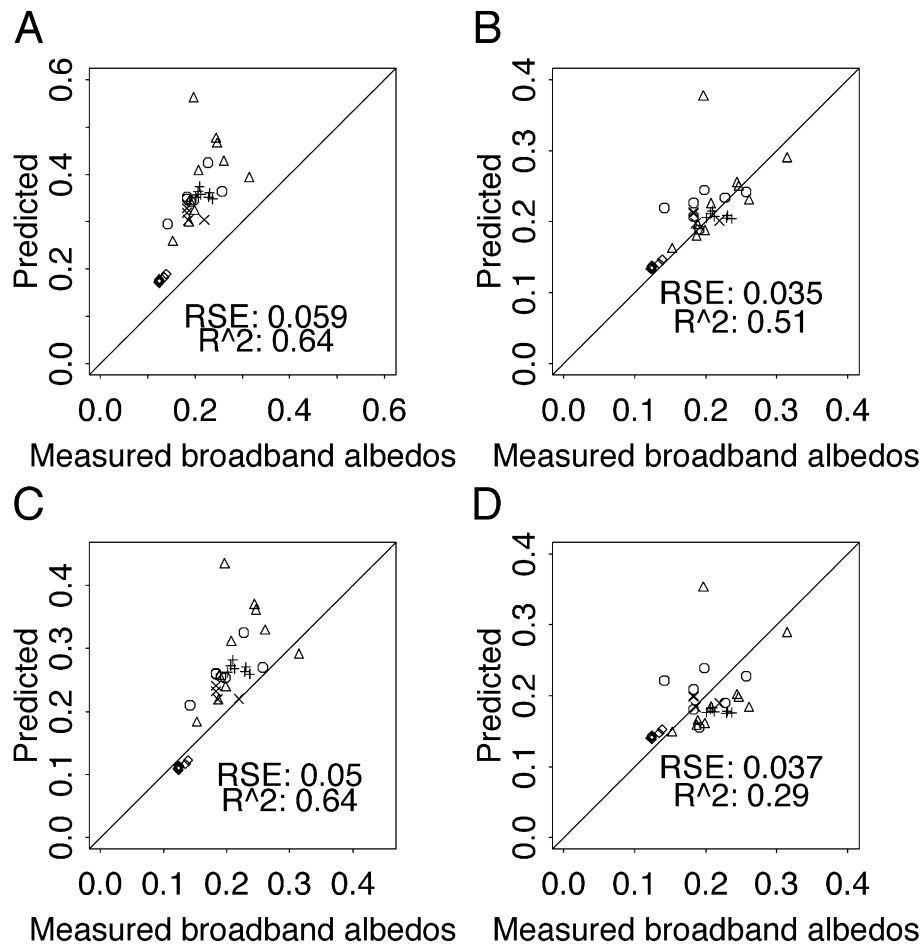 A
0.6
0.4
0.2
0.0
Predicted
RSE: 0.059
R^2: 0.64
0.0 0.2 0.4 0.6
Measured broadband albedos
B
0.4
0.3
0.2
0.1
0.0
Predicted
RSE: 0.035
R^2: 0.51
0.0 0.1 0.2 0.3 0.4
Measured broadband albedos
C
0.4
0.3
0.2
0.1
0.0
Predicted
RSE: 0.05
R^2: 0.64
0.0 0.1 0.2 0.3 0.4
Measured broadband albedos
D
0.4
0.3
0.2
0.1
0.0
Predicted
RSE: 0.037
R^2: 0.29
0.0 0.1 0.2 0.3 0.4
Measured broadband albedos